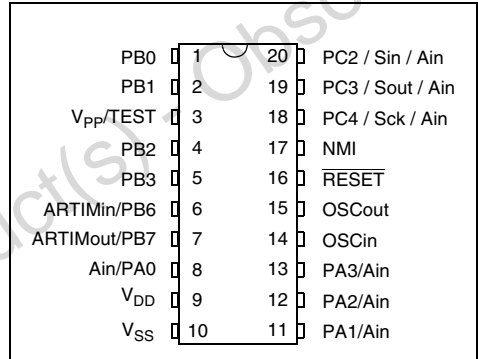 PB0 1 20 PC2 / Sin / Ain
PB1 2 19 PC3 / Sout / Ain
VPP/TEST 3 18 PC4 / Sck / Ain
PB2 4 17 NMI
PB3 5 16 RESET
ARTIMin/PB6 6 15 OSCout
ARTIMout/PB7 7 14 OSCin
Ain/PA0 8 13 PA3/Ain
VDD 9 12 PA2/Ain
VSS 10 11 PA1/Ain